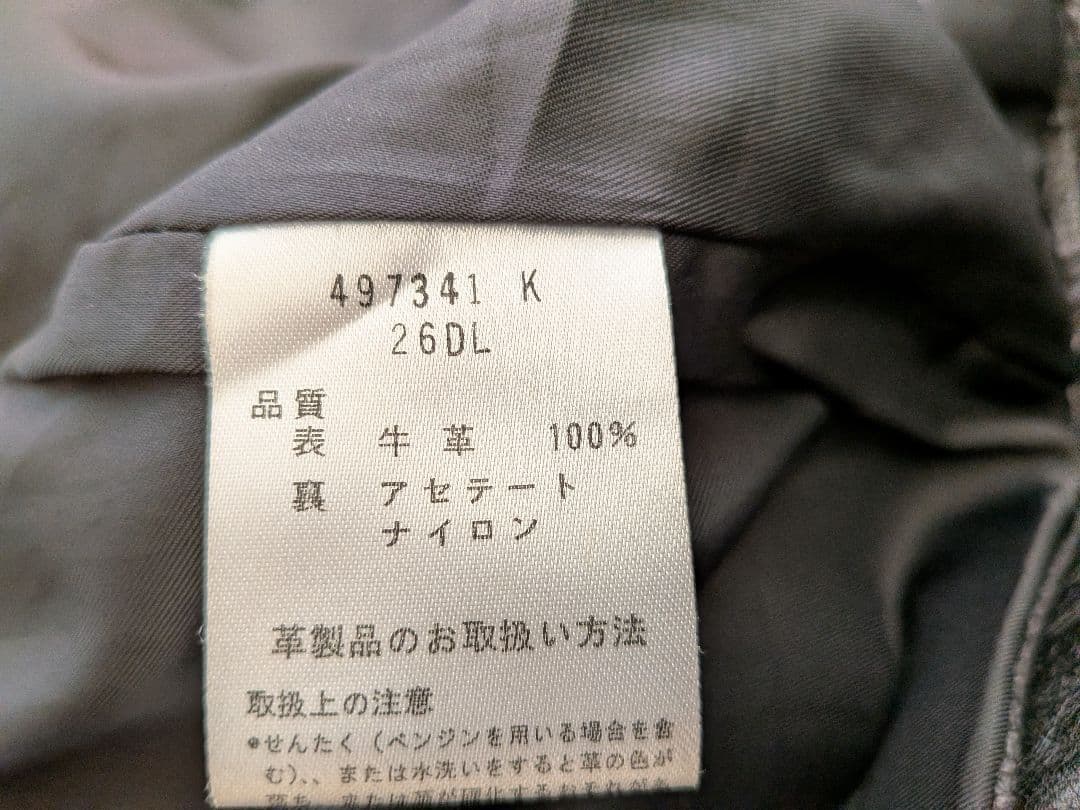 497341 K
26DL
品質
表 牛革 100%
裏 アセテート
ナイロン
革製品のお取扱い方法
取扱上の注意
●せんたく（ベンジンを用いる場合を含
む）、、または水洗いをすると革の色が